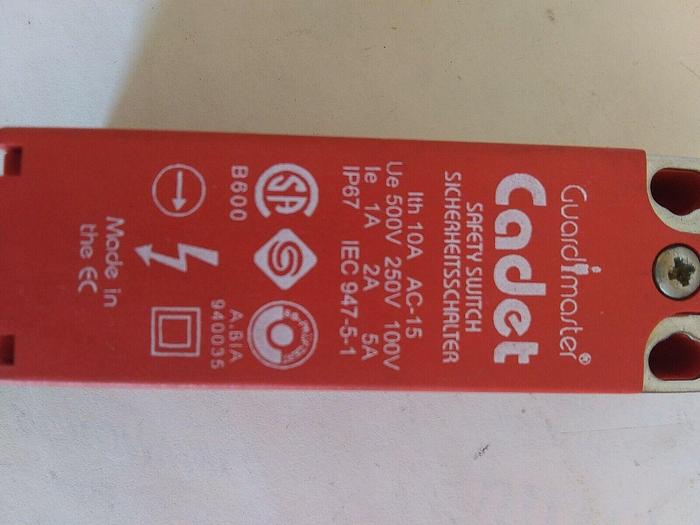 Guardmaster®
Cadet
SAFETY SWITCH
SICHERHEITSSCHALTER
Ith 10A AC-15
Ue 500V 250V 100V
Ie 1A 2A 5A
IP67 IEC 947-5-1
SA
B600
A.BIA
940035
Made in
the EC